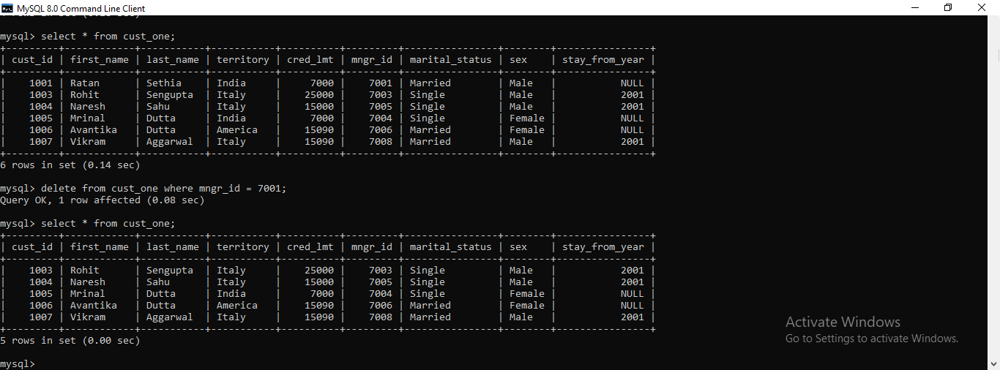 MySQL 8.0 Command Line Client
mysql> select * from cust_one;
+---------+------------+-----------+-----------+----------+---------+----------------+--------+----------------+
| cust_id | first_name | last_name | territory | cred_lmt | mngr_id | marital_status | sex    | stay_from_year |
+---------+------------+-----------+-----------+----------+---------+----------------+--------+----------------+
|    1001 | Ratan      | Sethia    | India     |     7000 |    7001 | Married        | Male   |           NULL |
|    1003 | Rohit      | Sengupta  | Italy     |    25000 |    7003 | Single         | Male   |           2001 |
|    1004 | Naresh     | Sahu      | Italy     |    15000 |    7005 | Single         | Male   |           2001 |
|    1005 | Mrinal     | Dutta     | India     |     7000 |    7004 | Single         | Female |           NULL |
|    1006 | Avantika   | Dutta     | America   |    15090 |    7006 | Married        | Female |           NULL |
|    1007 | Vikram     | Aggarwal  | Italy     |    15090 |    7008 | Married        | Male   |           2001 |
+---------+------------+-----------+-----------+----------+---------+----------------+--------+----------------+
6 rows in set (0.14 sec)
mysql> delete from cust_one where mngr_id = 7001;
Query OK, 1 row affected (0.08 sec)
mysql> select * from cust_one;
+---------+------------+-----------+-----------+----------+---------+----------------+--------+----------------+
| cust_id | first_name | last_name | territory | cred_lmt | mngr_id | marital_status | sex    | stay_from_year |
+---------+------------+-----------+-----------+----------+---------+----------------+--------+----------------+
|    1003 | Rohit      | Sengupta  | Italy     |    25000 |    7003 | Single         | Male   |           2001 |
|    1004 | Naresh     | Sahu      | Italy     |    15000 |    7005 | Single         | Male   |           2001 |
|    1005 | Mrinal     | Dutta     | India     |     7000 |    7004 | Single         | Female |           NULL |
|    1006 | Avantika   | Dutta     | America   |    15090 |    7006 | Married        | Female |           NULL |
|    1007 | Vikram     | Aggarwal  | Italy     |    15090 |    7008 | Married        | Male   |           2001 |
+---------+------------+-----------+-----------+----------+---------+----------------+--------+----------------+
5 rows in set (0.00 sec)
mysql>
Activate Windows
Go to Settings to activate Windows.